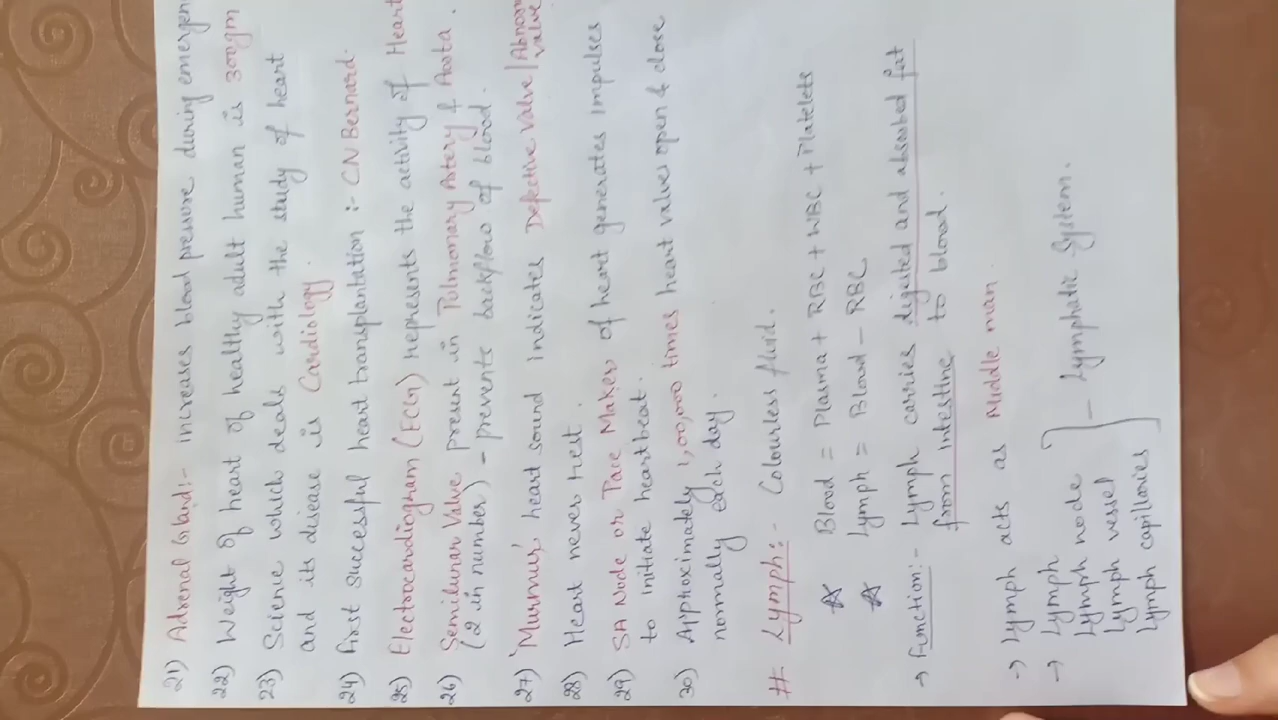 21) Adrenal Gland:- increases blood pressure during emergen
22) Weight of heart of healthy adult human is 300gm
23) Science which deals with the study of heart
and its disease is Cardiology.
24) First successful heart transplantation :- CN Bernard.
25) Electrocardiogram (ECG) represents the activity of Heart
26) Semilunar Valve present in Pulmonary Artery & Aorta.
(2 in number) - prevents backflow of blood.
27) 'Murmur' heart sound indicates Defective Valve/Abnorm
valve
28) Heart never rest.
29) SA Node or Pace Maker of heart generates impulses
to initiate heartbeat.
30) Approximately 1,00,000 times heart valves open & close
normally each day.
# Lymph:- Colourless fluid.
☆ Blood = Plasma + RBC + WBC + Platelets
☆ Lymph = Blood - RBC
→ Function:- Lymph carries digested and absorbed fat
from intestine to blood.
→ Lymph acts as Middle man.
→ Lymph
Lymph node
Lymph vessel
Lymph capillaries
} - Lymphatic System.